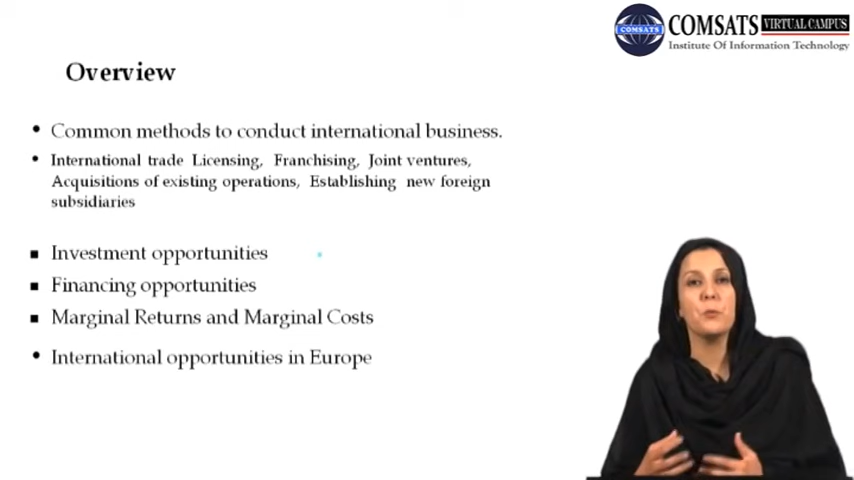 COMSATS
COMSATS VIRTUAL CAMPUS
Institute Of Information Technology
Overview
• Common methods to conduct international business.
• International trade Licensing, Franchising, Joint ventures,
Acquisitions of existing operations, Establishing new foreign
subsidiaries
▪ Investment opportunities
▪ Financing opportunities
▪ Marginal Returns and Marginal Costs
• International opportunities in Europe